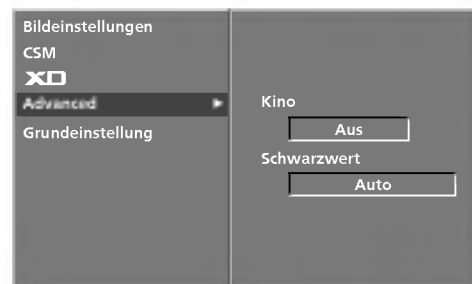 Bildeinstellungen
CSM
XD
Advanced
Grundeinstellung
Kino
Aus
Schwarzwert
Auto